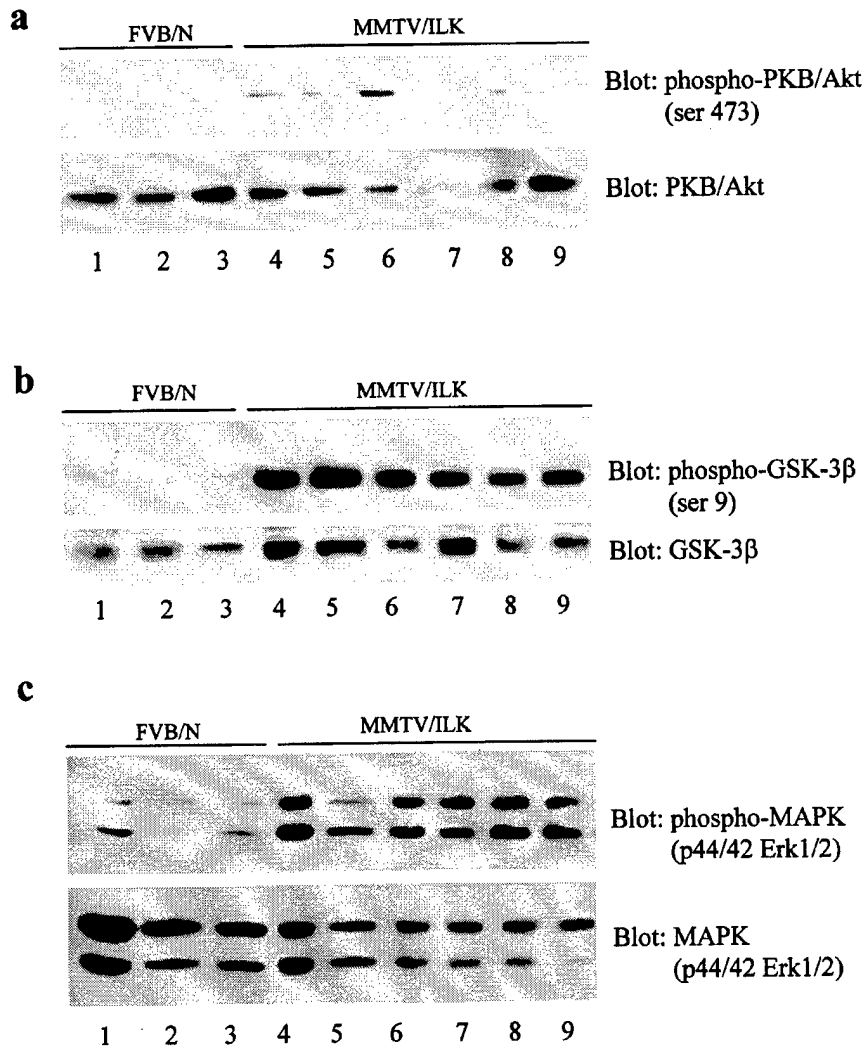 a
FVB/N MMTV/ILK
Blot: phospho-PKB/Akt
(ser 473)
Blot: PKB/Akt
1 2 3 4 5 6 7 8 9
b
FVB/N MMTV/ILK
Blot: phospho-GSK-3β
(ser 9)
Blot: GSK-3β
1 2 3 4 5 6 7 8 9
c
FVB/N MMTV/ILK
Blot: phospho-MAPK
(p44/42 Erk1/2)
Blot: MAPK
(p44/42 Erk1/2)
1 2 3 4 5 6 7 8 9